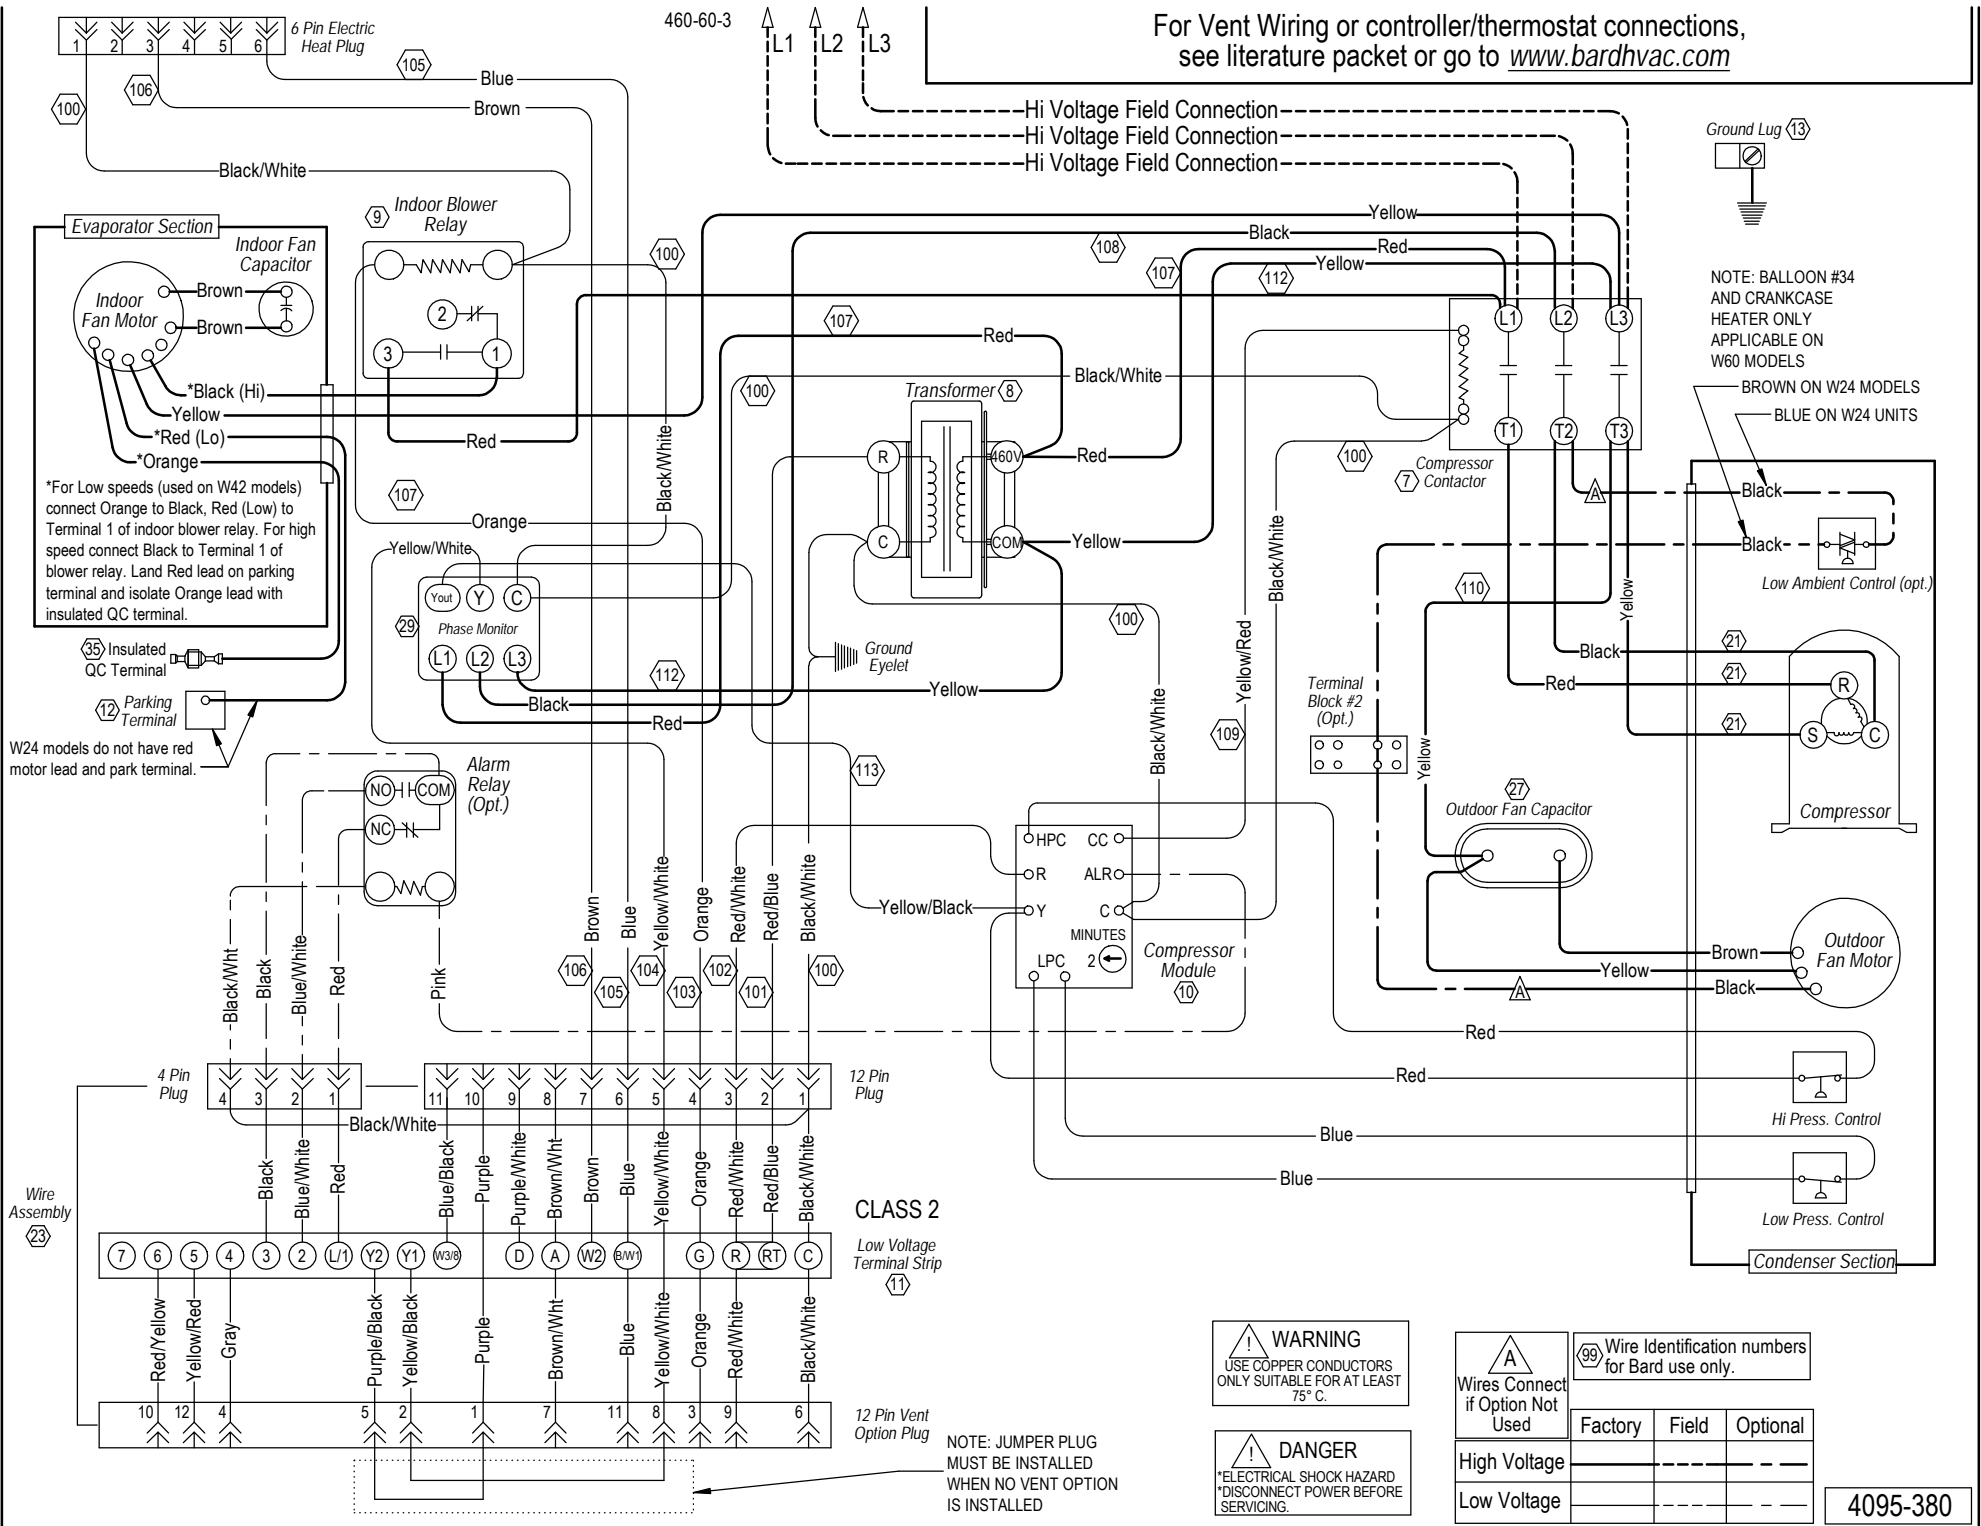 For Vent Wiring or controller/thermostat connections,
see literature packet or go to www.bardhvac.com
460-60-3
L1
L2
L3
6 Pin Electric
Heat Plug
1
2
3
4
5
6
100
106
105
Blue
Brown
Black/White
Hi Voltage Field Connection
Hi Voltage Field Connection
Hi Voltage Field Connection
Ground Lug 13
Evaporator Section
Indoor Fan
Capacitor
Indoor
Fan Motor
Brown
Brown
*Black (Hi)
Yellow
*Red (Lo)
*Orange
*For Low speeds (used on W42 models)
connect Orange to Black, Red (Low) to
Terminal 1 of indoor blower relay. For high
speed connect Black to Terminal 1 of
blower relay. Land Red lead on parking
terminal and isolate Orange lead with
insulated QC terminal.
35 Insulated
QC Terminal
12 Parking
Terminal
W24 models do not have red
motor lead and park terminal.
9 Indoor Blower
Relay
2
3
1
Red
100
Black/White
107
Orange
Yellow
Black
Red
Yellow
108
107
112
107
Red
100
Black/White
Transformer 8
R
C
460V
COM
Red
Yellow
L1
L2
L3
T1
T2
T3
7 Compressor
Contactor
100
NOTE: BALLOON #34
AND CRANKCASE
HEATER ONLY
APPLICABLE ON
W60 MODELS
BROWN ON W24 MODELS
BLUE ON W24 UNITS
A
Black
Black
Low Ambient Control (opt.)
110
Yellow
Black
21
Red
21
21
R
S
C
Compressor
Yellow/White
Yout
Y
C
29
Phase Monitor
L1
L2
L3
112
Yellow
Black
Red
Ground
Eyelet
100
Black/White
Yellow/Red
109
Black/White
Terminal
Block #2
(Opt.)
Yellow
27
Outdoor Fan Capacitor
Alarm
Relay
(Opt.)
NO
COM
NC
113
Yellow/Black
HPC
CC
R
ALR
Y
C
MINUTES
LPC
2
Compressor
Module
10
Brown
Yellow
Black
A
Outdoor
Fan Motor
Red
Red
Hi Press. Control
Blue
Blue
Low Press. Control
Condenser Section
Black/Wht
Black
Blue/White
Red
Pink
Brown
Blue
Yellow/White
Orange
Red/White
Red/Blue
Black/White
106
105
104
103
102
101
100
4 Pin
Plug
4
3
2
1
11
10
9
8
7
6
5
4
3
2
1
12 Pin
Plug
Black/White
Wire
Assembly
23
Black
Blue/White
Red
Blue/Black
Purple
Purple/White
Brown/Wht
Brown
Blue
Yellow/White
Orange
Red/White
Red/Blue
Black/White
CLASS 2
7
6
5
4
3
2
L/1
Y2
Y1
W3/8
D
A
W2
B/W1
G
R
RT
C
Low Voltage
Terminal Strip
11
Red/Yellow
Yellow/Red
Gray
Purple/Black
Yellow/Black
Purple
Brown/Wht
Blue
Yellow/White
Orange
Red/White
Black/White
10
12
4
5
2
1
7
11
8
3
9
6
12 Pin Vent
Option Plug
NOTE: JUMPER PLUG
MUST BE INSTALLED
WHEN NO VENT OPTION
IS INSTALLED
! WARNING
USE COPPER CONDUCTORS
ONLY SUITABLE FOR AT LEAST
75° C.
! DANGER
*ELECTRICAL SHOCK HAZARD
*DISCONNECT POWER BEFORE
SERVICING.
A
Wires Connect
if Option Not
Used
99 Wire Identification numbers
for Bard use only.
Factory Field Optional
High Voltage
Low Voltage
4095-380